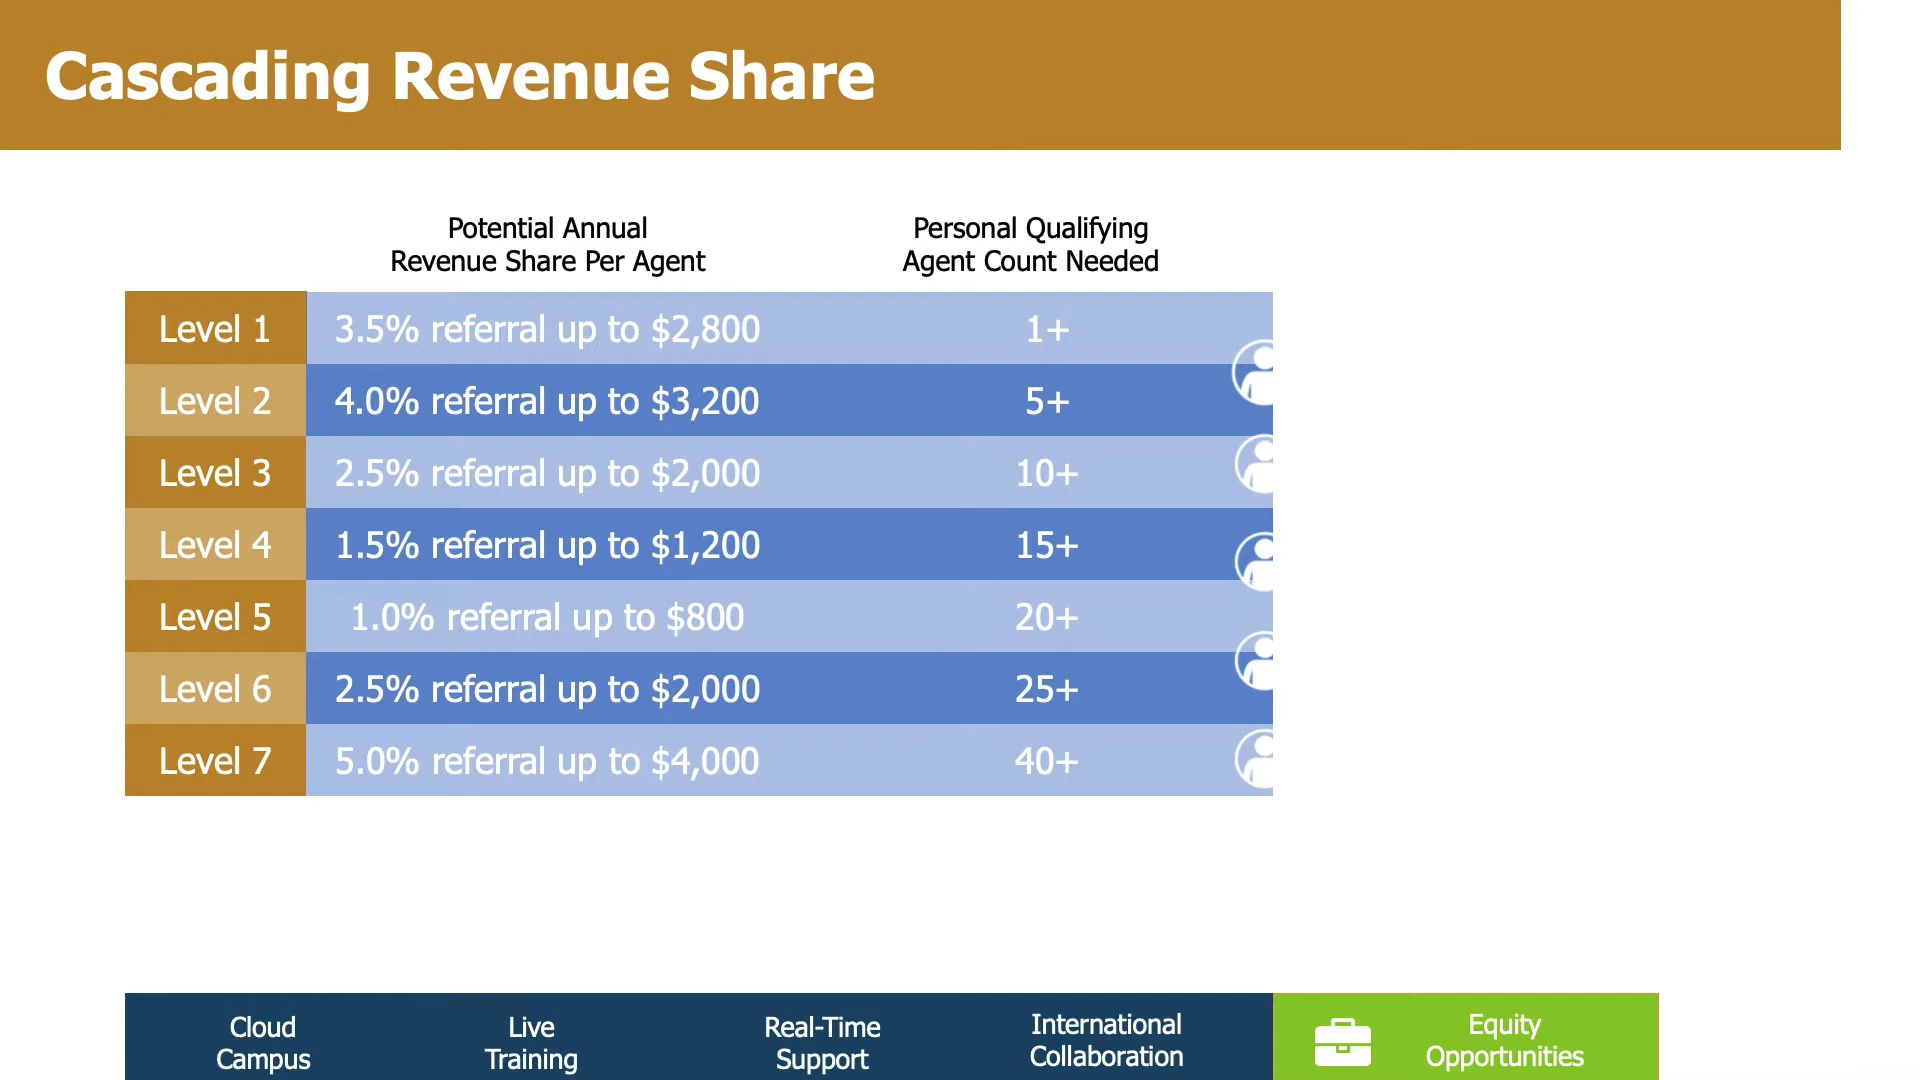 Cascading Revenue Share
Potential Annual
Revenue Share Per Agent
Personal Qualifying
Agent Count Needed
Level 1 3.5% referral up to $2,800 1+
Level 2 4.0% referral up to $3,200 5+
Level 3 2.5% referral up to $2,000 10+
Level 4 1.5% referral up to $1,200 15+
Level 5 1.0% referral up to $800 20+
Level 6 2.5% referral up to $2,000 25+
Level 7 5.0% referral up to $4,000 40+
Cloud
Campus
Live
Training
Real-Time
Support
International
Collaboration
Equity
Opportunities